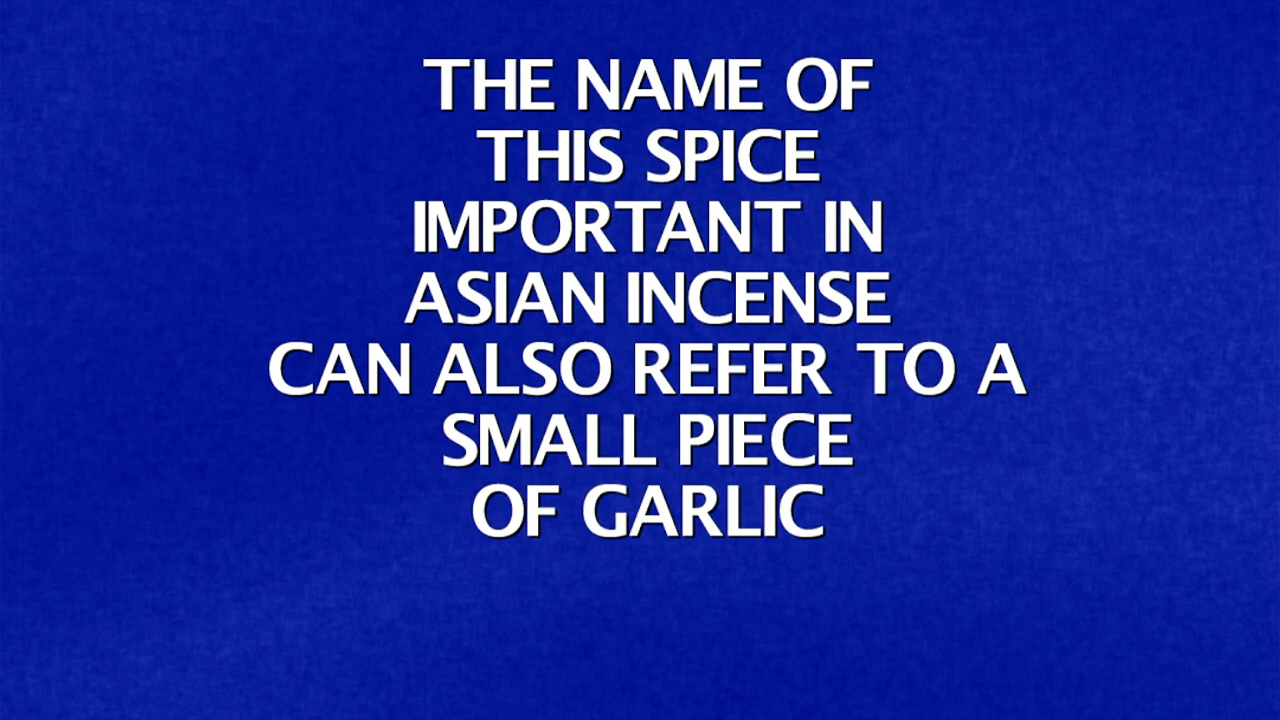 THE NAME OF
THIS SPICE
IMPORTANT IN
ASIAN INCENSE
CAN ALSO REFER TO A
SMALL PIECE
OF GARLIC